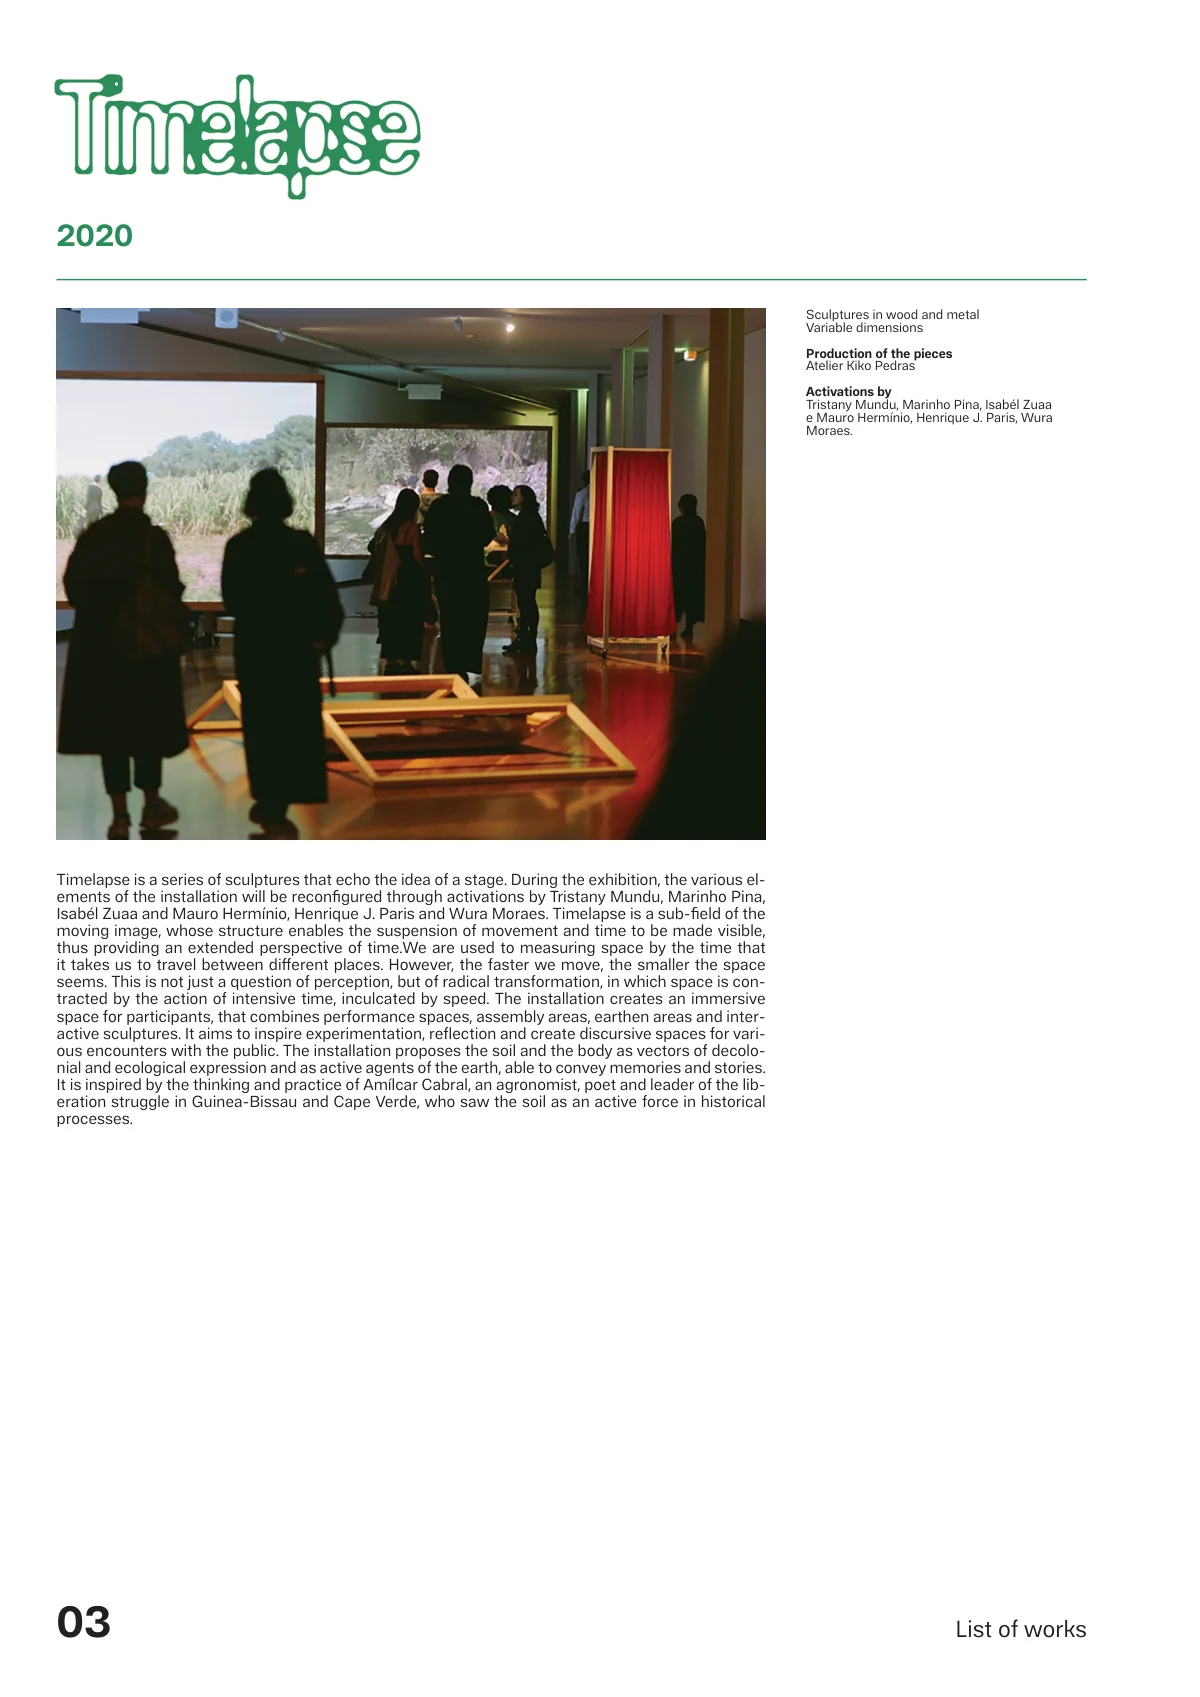 Timelapse
2020
Sculptures in wood and metal
Variable dimensions
Production of the pieces
Atelier Kiko Pedras
Activations by
Tristany Mundu, Marinho Pina, Isabél Zuaa
e Mauro Hermínio, Henrique J. Paris, Wura
Moraes.
Timelapse is a series of sculptures that echo the idea of a stage. During the exhibition, the various el-
ements of the installation will be reconfigured through activations by Tristany Mundu, Marinho Pina,
Isabél Zuaa and Mauro Hermínio, Henrique J. Paris and Wura Moraes. Timelapse is a sub-field of the
moving image, whose structure enables the suspension of movement and time to be made visible,
thus providing an extended perspective of time.We are used to measuring space by the time that
it takes us to travel between different places. However, the faster we move, the smaller the space
seems. This is not just a question of perception, but of radical transformation, in which space is con-
tracted by the action of intensive time, inculcated by speed. The installation creates an immersive
space for participants, that combines performance spaces, assembly areas, earthen areas and inter-
active sculptures. It aims to inspire experimentation, reflection and create discursive spaces for vari-
ous encounters with the public. The installation proposes the soil and the body as vectors of decolo-
nial and ecological expression and as active agents of the earth, able to convey memories and stories.
It is inspired by the thinking and practice of Amílcar Cabral, an agronomist, poet and leader of the lib-
eration struggle in Guinea-Bissau and Cape Verde, who saw the soil as an active force in historical
processes.
03
List of works